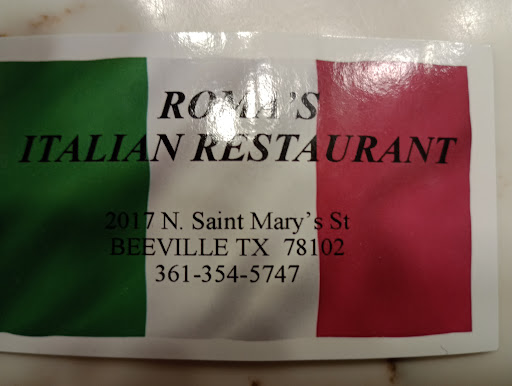 ROMA'S
ITALIAN RESTAURANT
2017 N. Saint Mary's St
BEEVILLE TX 78102
361-354-5747